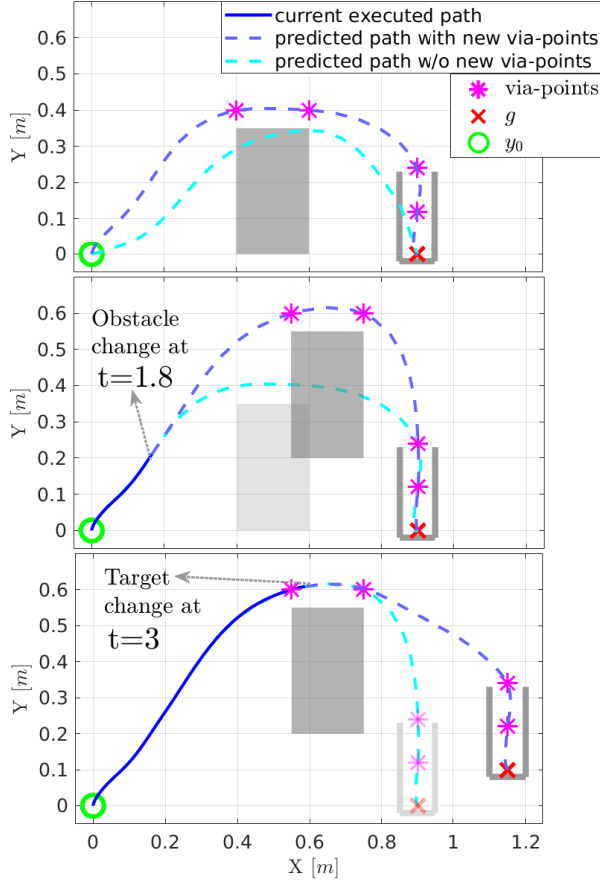 current executed path
predicted path with new via-points
predicted path w/o new via-points
via-points
g
y₀
0.6
0.5
0.4
0.3
0.2
0.1
0
Y [m]
Obstacle
change at
t=1.8
0.6
0.5
0.4
0.3
0.2
0.1
0
Y [m]
Target
change at
t=3
0.6
0.5
0.4
0.3
0.2
0.1
0
Y [m]
0 0.2 0.4 0.6 0.8 1 1.2
X [m]